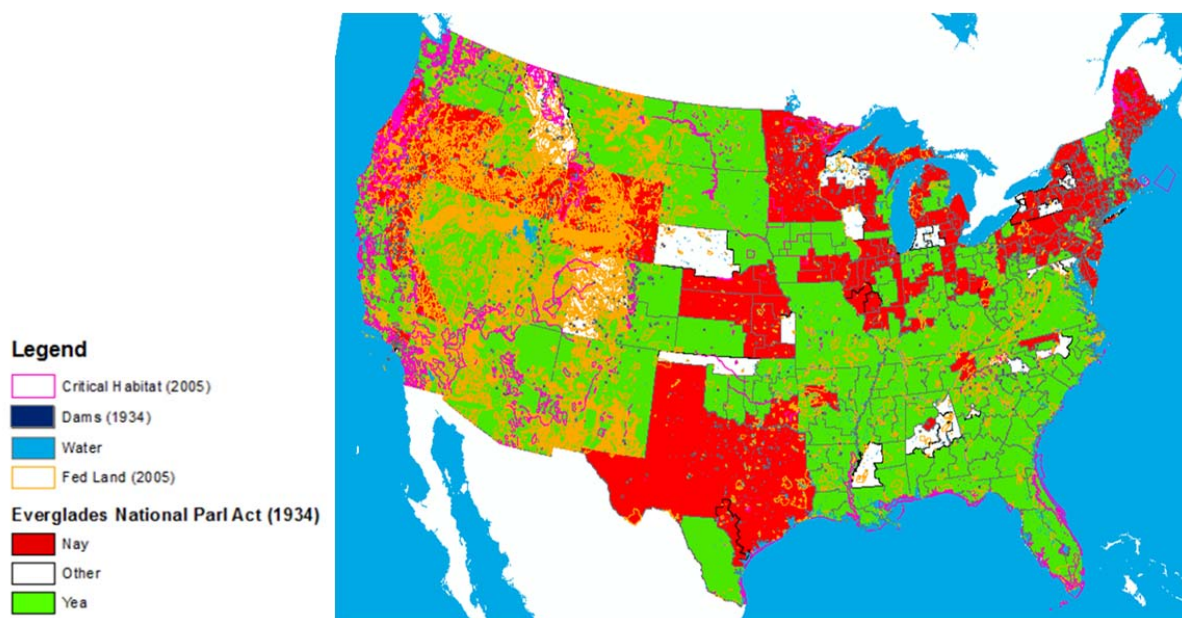 Legend
Critical Habitat (2005)
Dams (1934)
Water
Fed Land (2005)
Everglades National Parl Act (1934)
Nay
Other
Yea